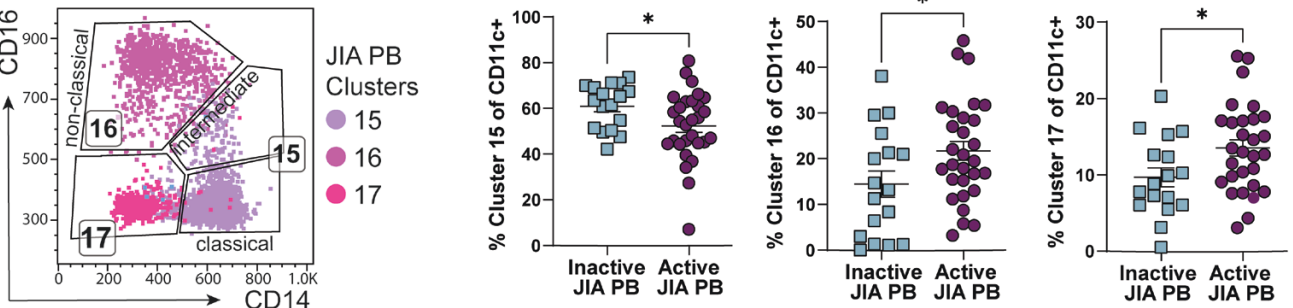 CD16
900
700
500
300
non-classical
intermediate
classical
16
15
17
0 200 400 600 800 1.0K
CD14
JIA PB
Clusters
15
16
17
% Cluster 15 of CD11c+
100
80
60
40
20
0
*
Inactive Active
JIA PB JIA PB
% Cluster 16 of CD11c+
50
40
30
20
10
0
*
Inactive Active
JIA PB JIA PB
% Cluster 17 of CD11c+
30
20
10
0
*
Inactive Active
JIA PB JIA PB